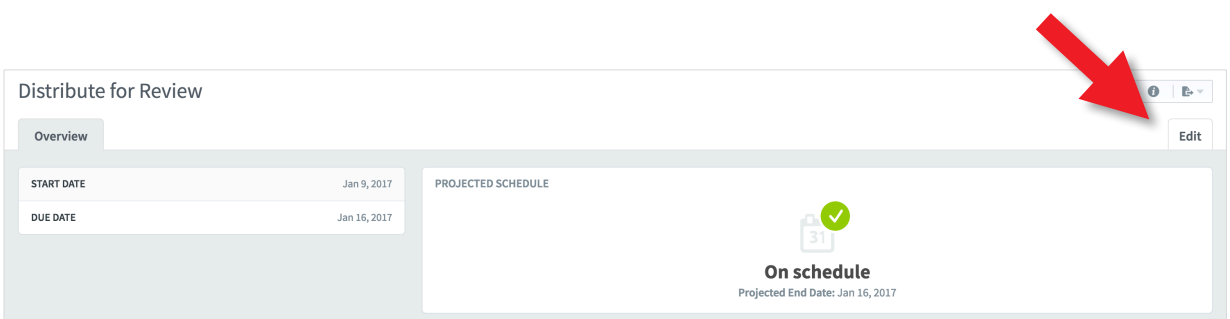 Distribute for Review
Overview
Edit
START DATE Jan 9, 2017
DUE DATE Jan 16, 2017
PROJECTED SCHEDULE
31
On schedule
Projected End Date: Jan 16, 2017